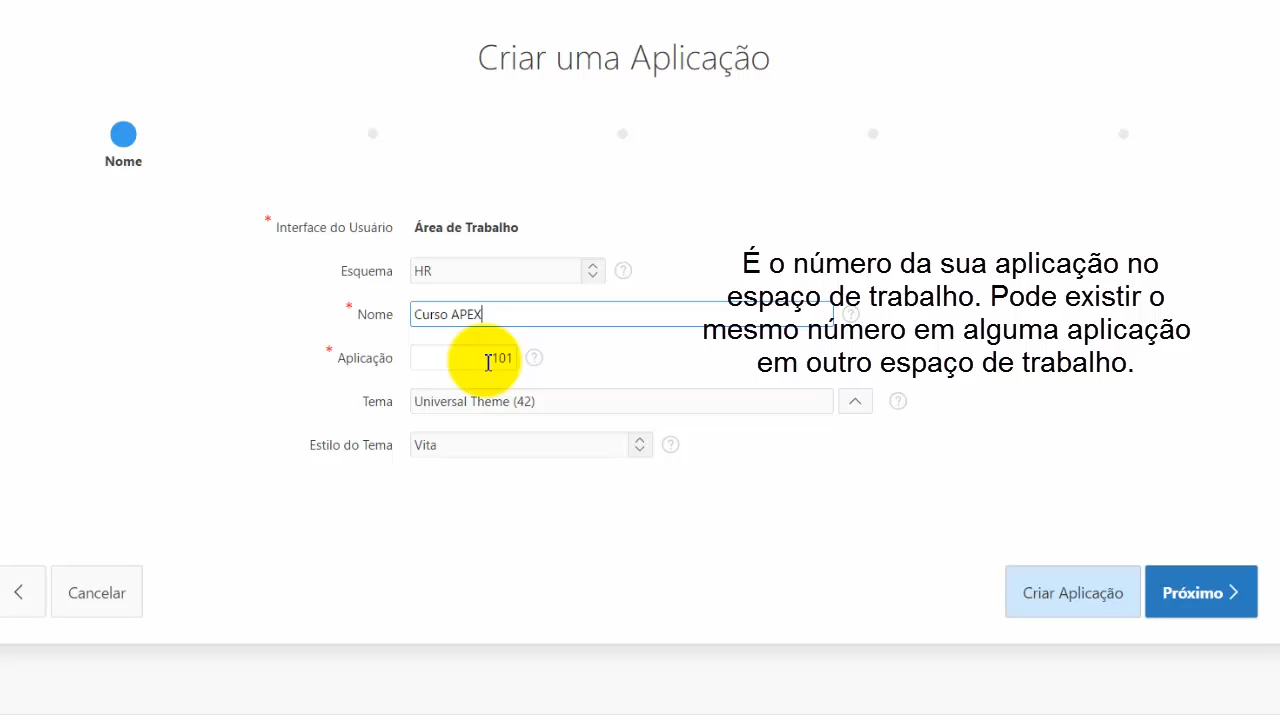 Criar uma Aplicação
Nome
* Interface do Usuário Área de Trabalho
Esquema HR ?
* Nome Curso APEX ?
* Aplicação 101 ?
Tema Universal Theme (42) ?
Estilo do Tema Vita ?
É o número da sua aplicação no
espaço de trabalho. Pode existir o
mesmo número em alguma aplicação
em outro espaço de trabalho.
Cancelar
Criar Aplicação
Próximo